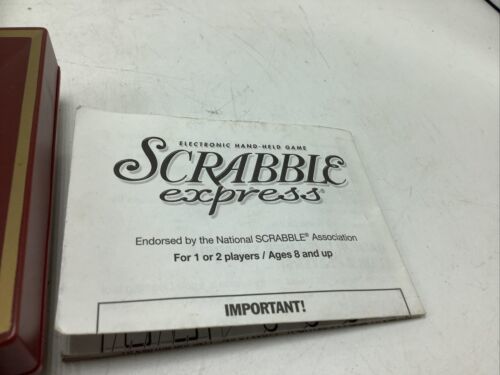 ELECTRONIC HAND-HELD GAME
SCRABBLE
express
Endorsed by the National SCRABBLE® Association
For 1 or 2 players / Ages 8 and up
IMPORTANT!